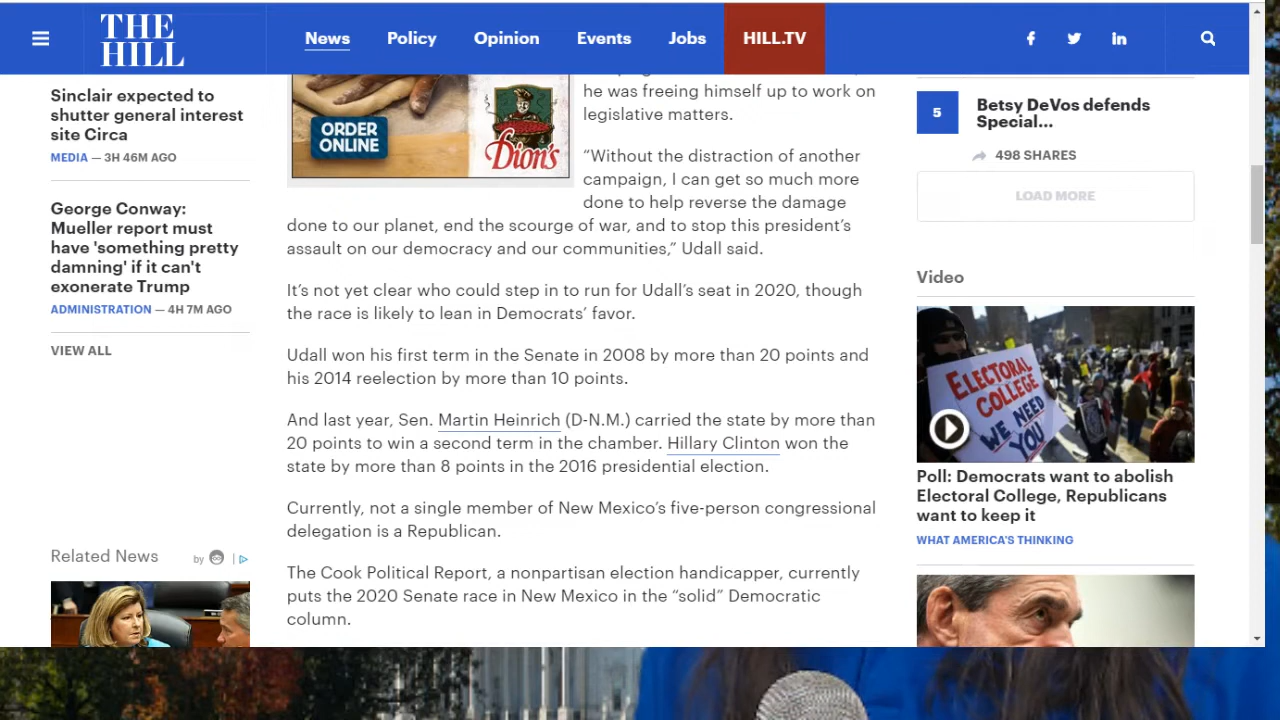 THE
HILL
News
Policy
Opinion
Events
Jobs
HILL.TV
Sinclair expected to
shutter general interest
site Circa
MEDIA — 3H 46M AGO
George Conway:
Mueller report must
have 'something pretty
damning' if it can't
exonerate Trump
ADMINISTRATION — 4H 7M AGO
VIEW ALL
Related News
by
ORDER
ONLINE
Dion's
he was freeing himself up to work on
legislative matters.
“Without the distraction of another
campaign, I can get so much more
done to help reverse the damage
done to our planet, end the scourge of war, and to stop this president’s
assault on our democracy and our communities,” Udall said.
It’s not yet clear who could step in to run for Udall’s seat in 2020, though
the race is likely to lean in Democrats’ favor.
Udall won his first term in the Senate in 2008 by more than 20 points and
his 2014 reelection by more than 10 points.
And last year, Sen. Martin Heinrich (D-N.M.) carried the state by more than
20 points to win a second term in the chamber. Hillary Clinton won the
state by more than 8 points in the 2016 presidential election.
Currently, not a single member of New Mexico’s five-person congressional
delegation is a Republican.
The Cook Political Report, a nonpartisan election handicapper, currently
puts the 2020 Senate race in New Mexico in the “solid” Democratic
column.
5
Betsy DeVos defends
Special...
498 SHARES
LOAD MORE
Video
ELECTORAL
COLLEGE
WE NEED
YOU
Poll: Democrats want to abolish
Electoral College, Republicans
want to keep it
WHAT AMERICA'S THINKING